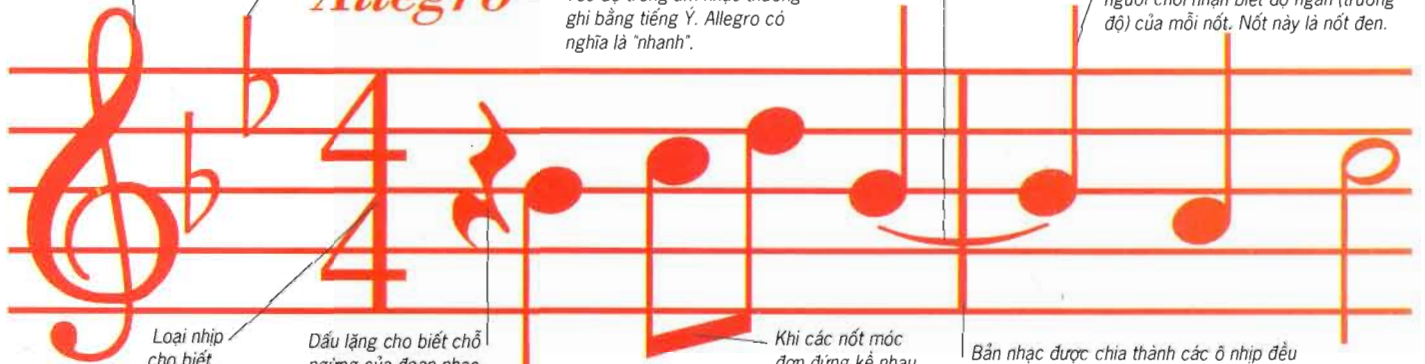 Allegro
Tốc độ trong âm nhạc thường
ghi bằng tiếng Ý. Allegro có
nghĩa là "nhanh".
người chơi nhận biết độ ngân (trường
độ) của mỗi nốt. Nốt này là nốt đen.
4
4
Loại nhịp
cho biết
Dấu lặng cho biết chỗ
ngừng của đoạn nhạc
Khi các nốt móc
đơn đứng kề nhau
Bản nhạc được chia thành các ô nhịp đều